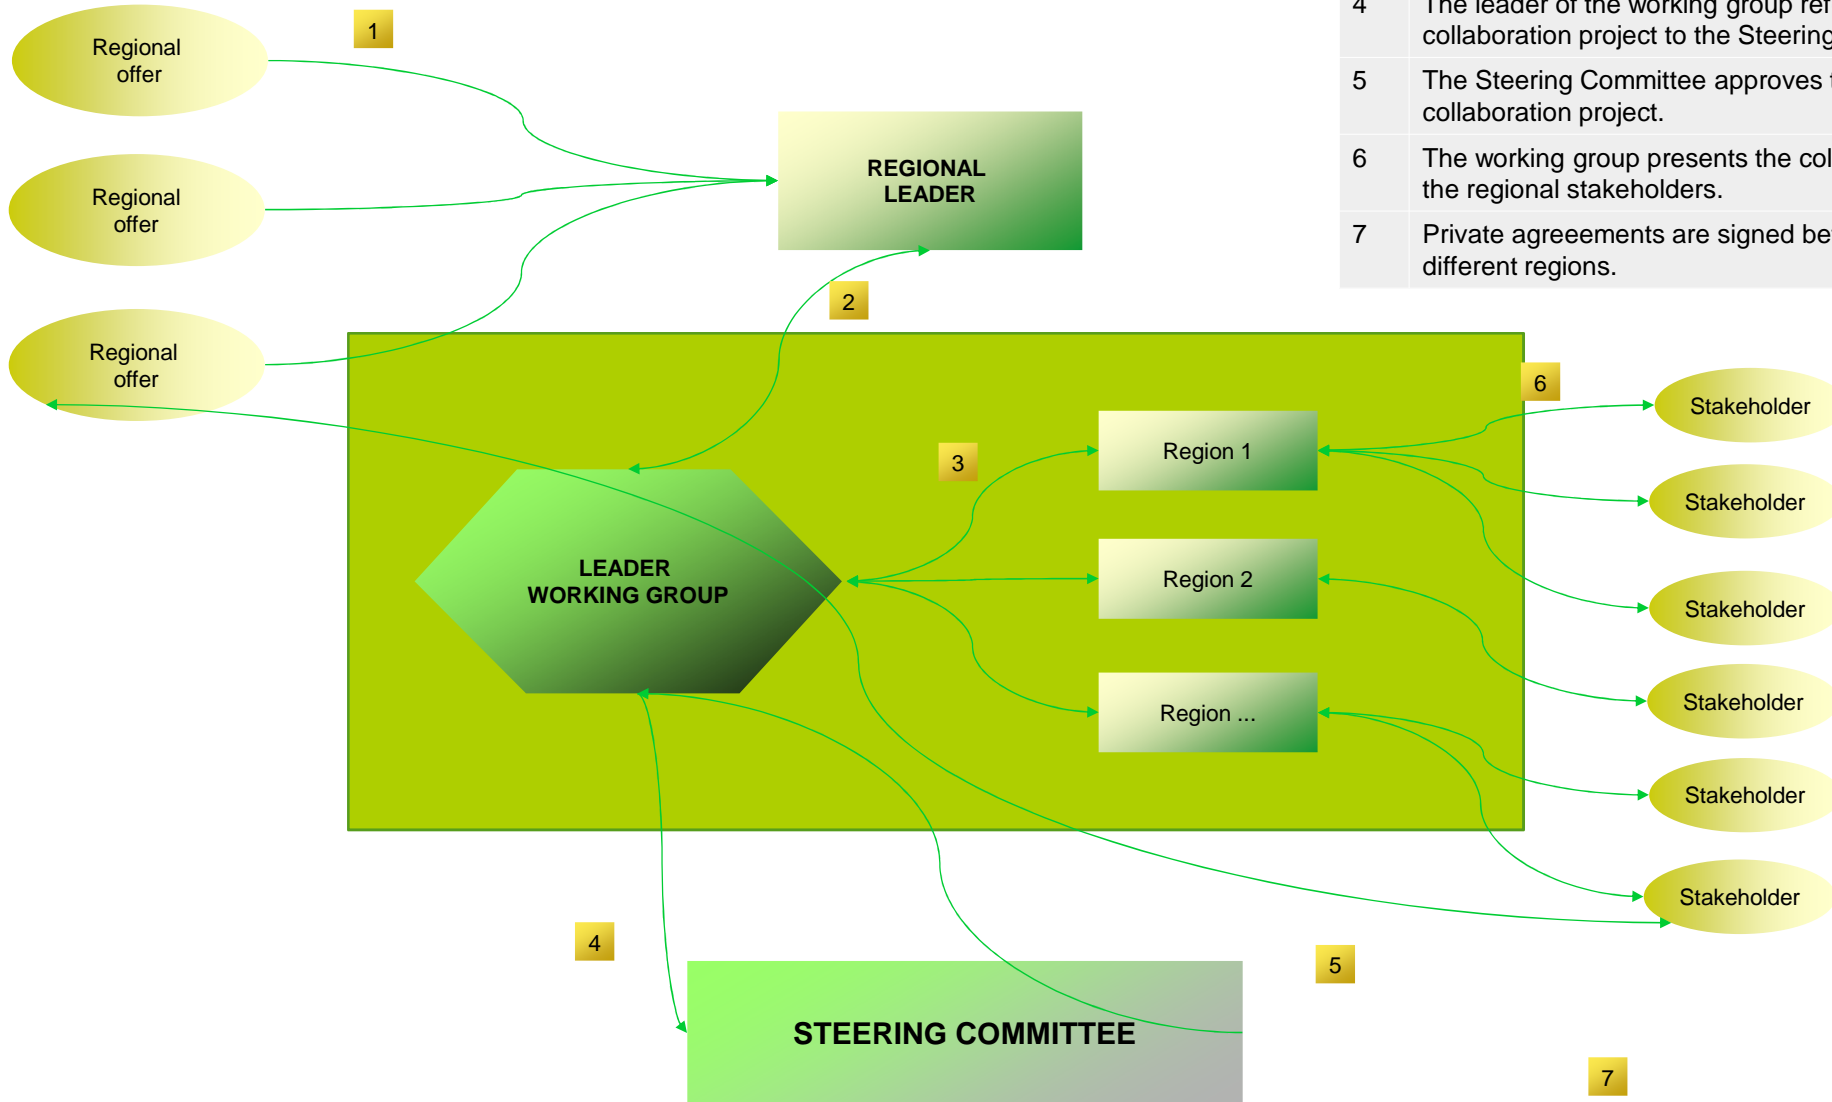 Regional
offer
1
4
The leader of the working group
collaboration project to the Steering
5
The Steering Committee approves
collaboration project.
6
The working group presents the
the regional stakeholders.
7
Private agreeements are signed
different regions.
REGIONAL
LEADER
Regional
offer
2
Regional
offer
6
Stakeholder
3
Region 1
Stakeholder
LEADER
WORKING GROUP
Region 2
Stakeholder
Region ...
Stakeholder
Stakeholder
Stakeholder
4
5
STEERING COMMITTEE
7